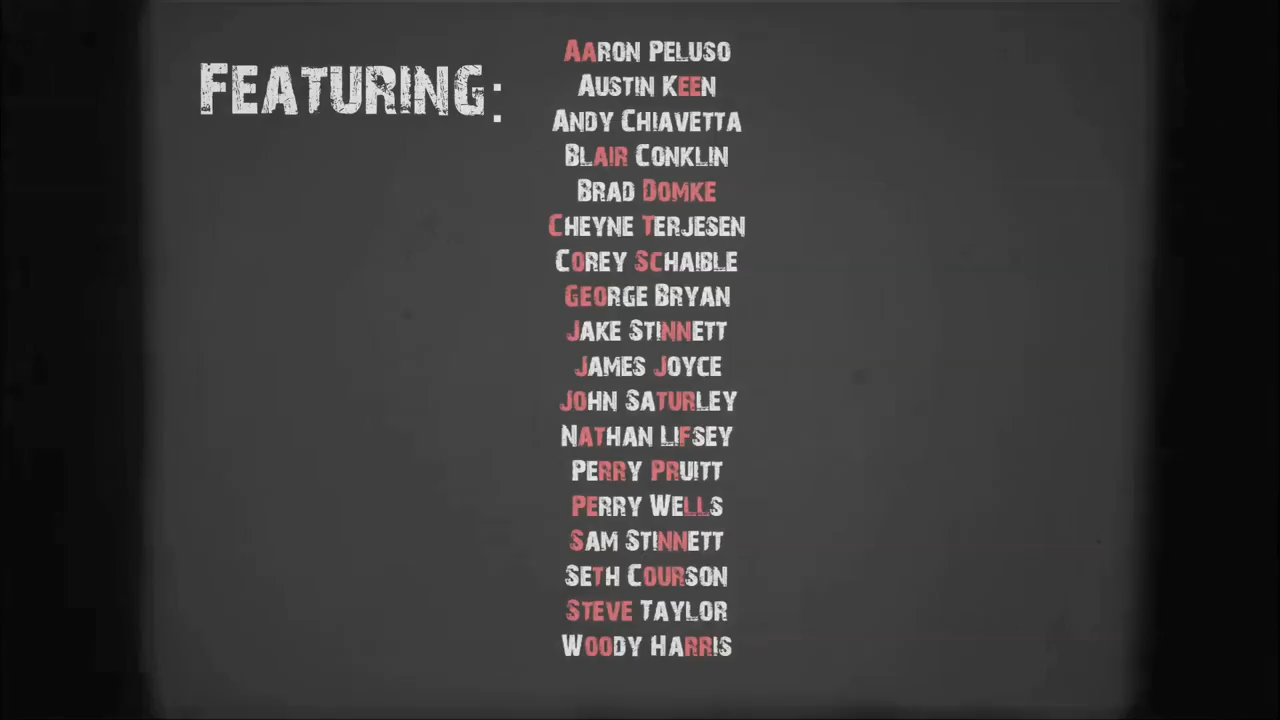 FEATURING:
AARON PELUSO
AUSTIN KEEN
ANDY CHIAVETTA
BLAIR CONKLIN
BRAD DOMKE
CHEYNE TERJESEN
COREY SCHAIBLE
GEORGE BRYAN
JAKE STINNETT
JAMES JOYCE
JOHN SATURLEY
NATHAN LIFSEY
PERRY PRUITT
PERRY WELLS
SAM STINNETT
SETH COURSON
STEVE TAYLOR
WOODY HARRIS